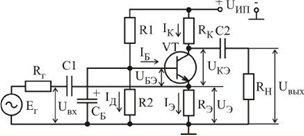 + U_ИП -
R1 I_К R_К C2
VT
I_Б
R_г C1 U_БЭ U_КЭ
E_г U_вх C_Б I_Д R2 I_Э R_Э U_Э R_Н U_вых